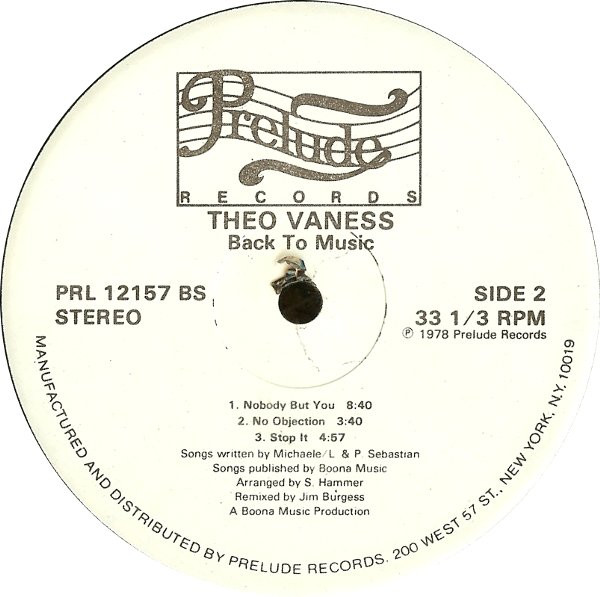 Prelude
RECORDS
THEO VANESS
Back To Music
PRL 12157 BS
STEREO
SIDE 2
33 1/3 RPM
Ⓟ 1978 Prelude Records
1. Nobody But You 8:40
2. No Objection 3:40
3. Stop It 4:57
Songs written by Michaele/L. & P. Sebastian
Songs published by Boona Music
Arranged by S. Hammer
Remixed by Jim Burgess
A Boona Music Production
MANUFACTURED AND DISTRIBUTED BY PRELUDE RECORDS. 200 WEST 57 ST., NEW YORK, N.Y. 10019